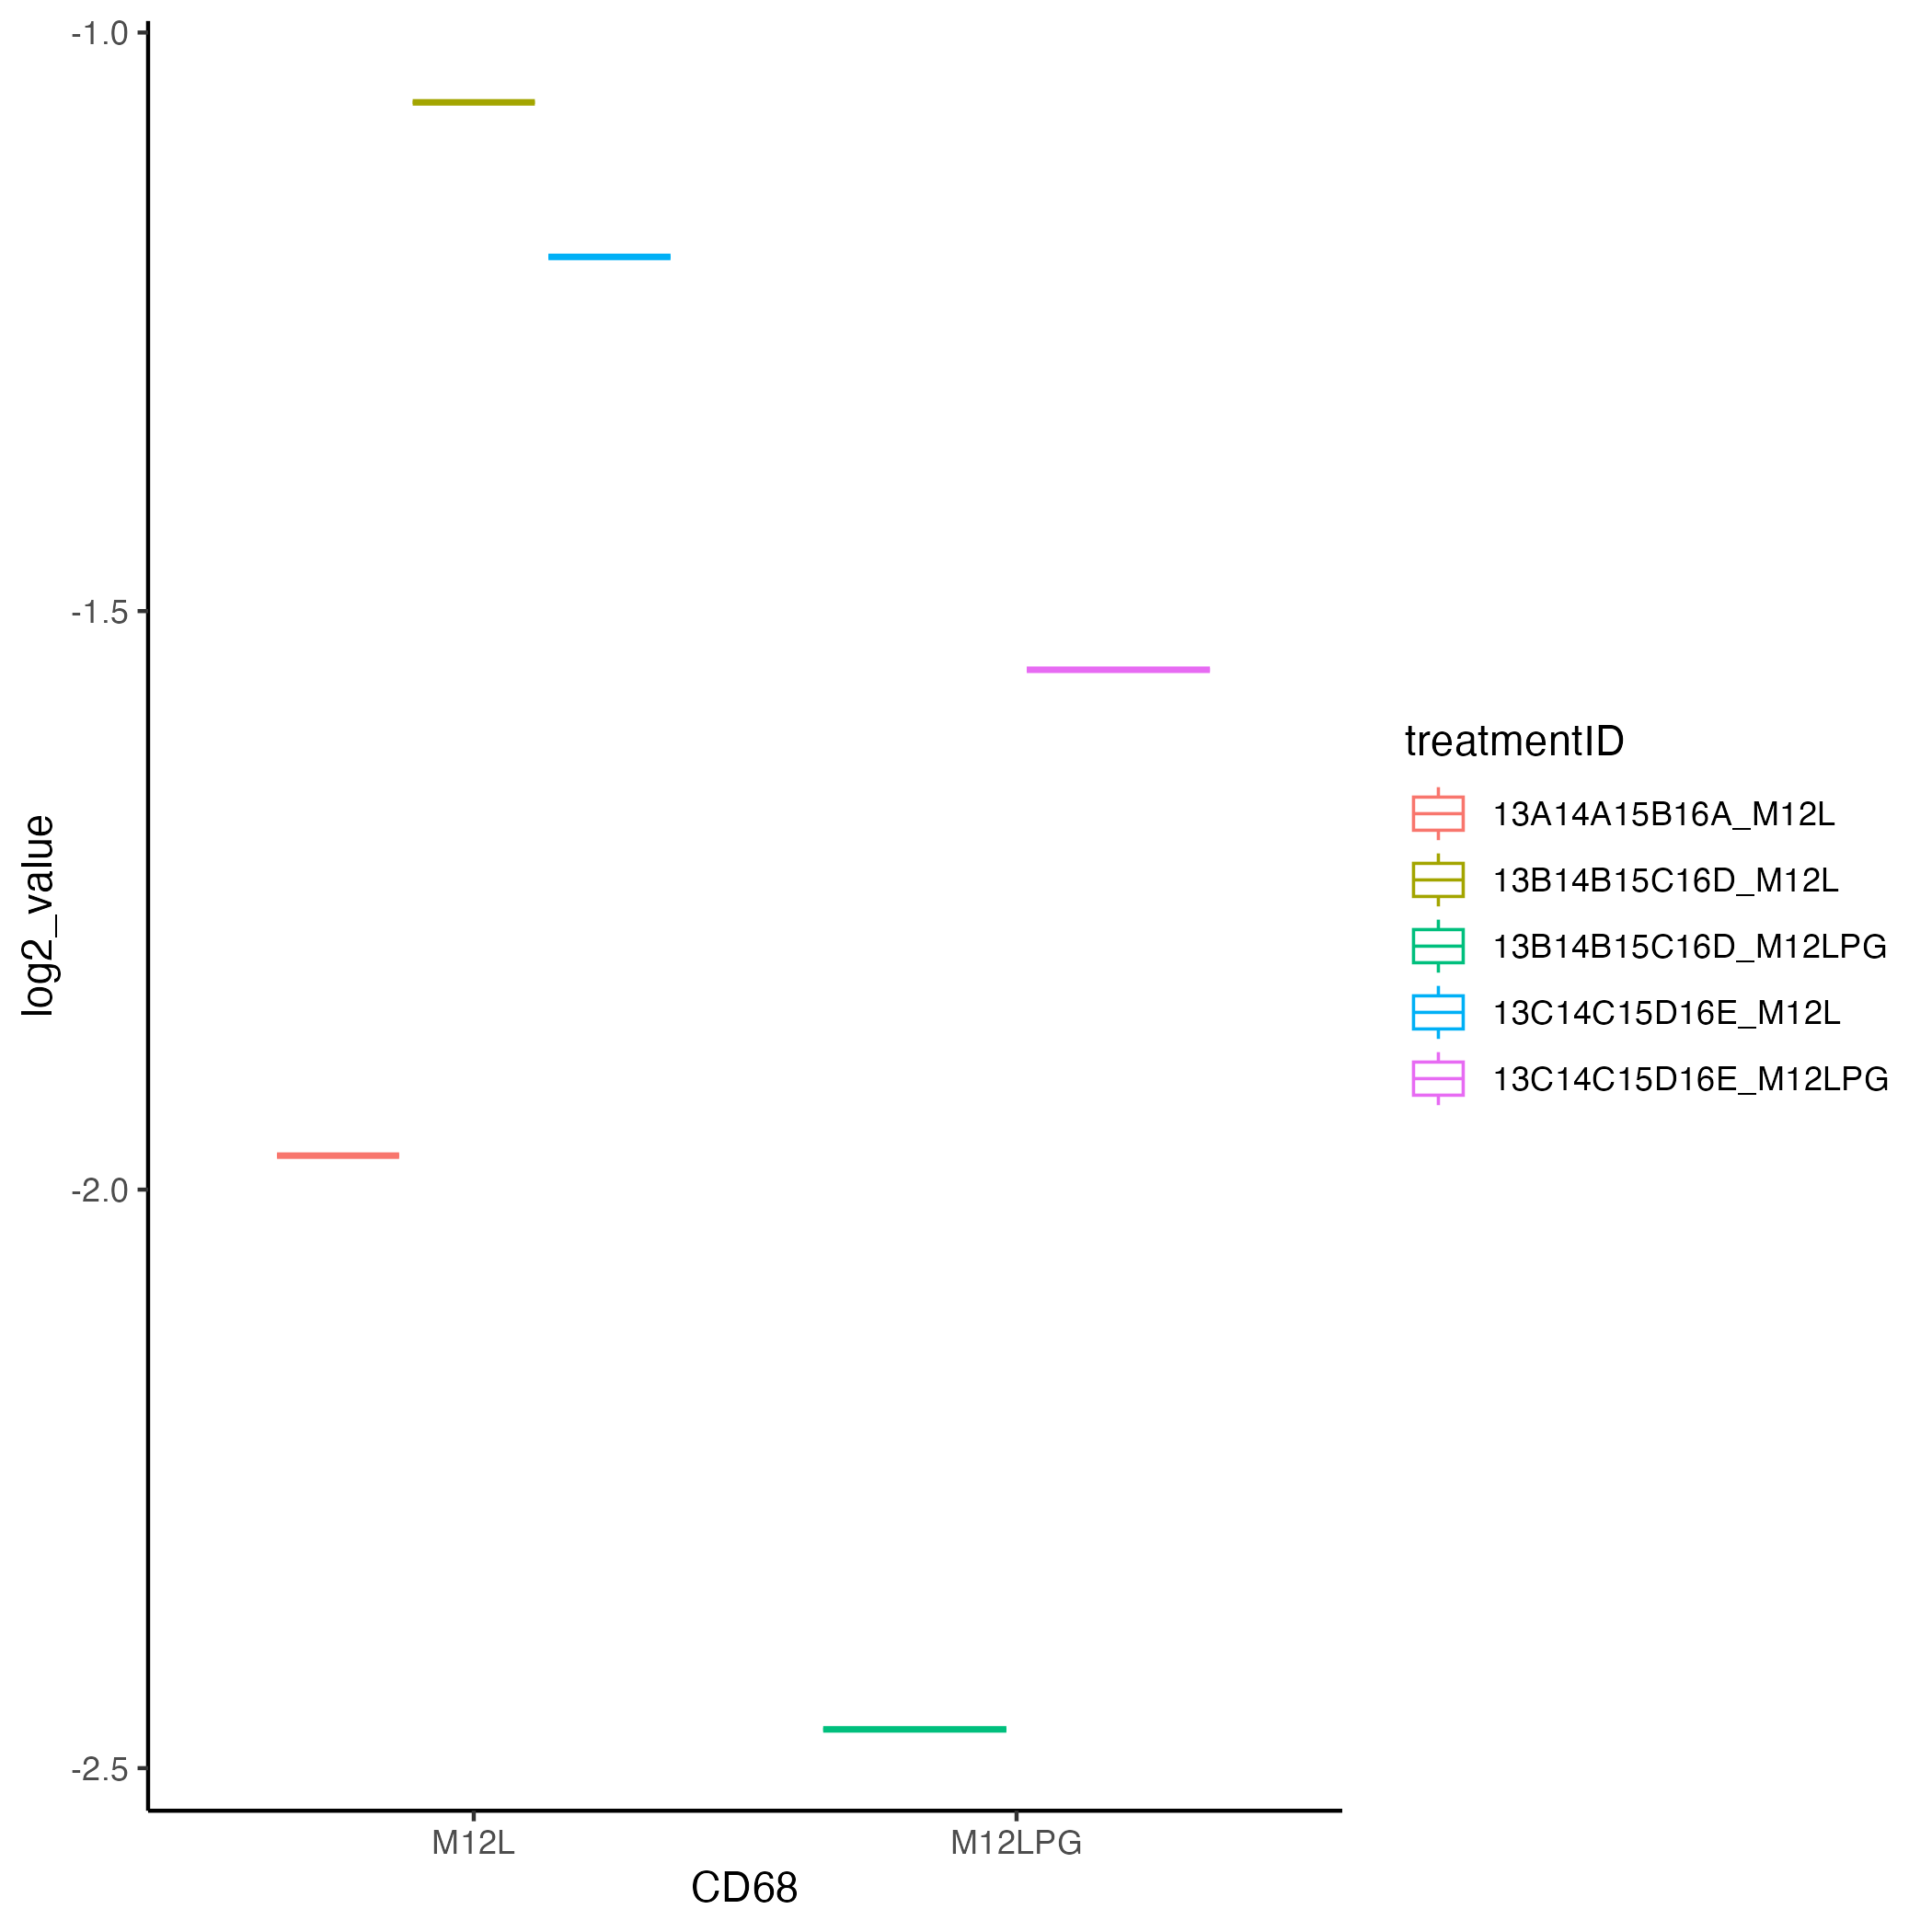 log2_value
-1.0
-1.5
-2.0
-2.5
M12L
M12LPG
CD68
treatmentID
13A14A15B16A_M12L
13B14B15C16D_M12L
13B14B15C16D_M12LPG
13C14C15D16E_M12L
13C14C15D16E_M12LPG